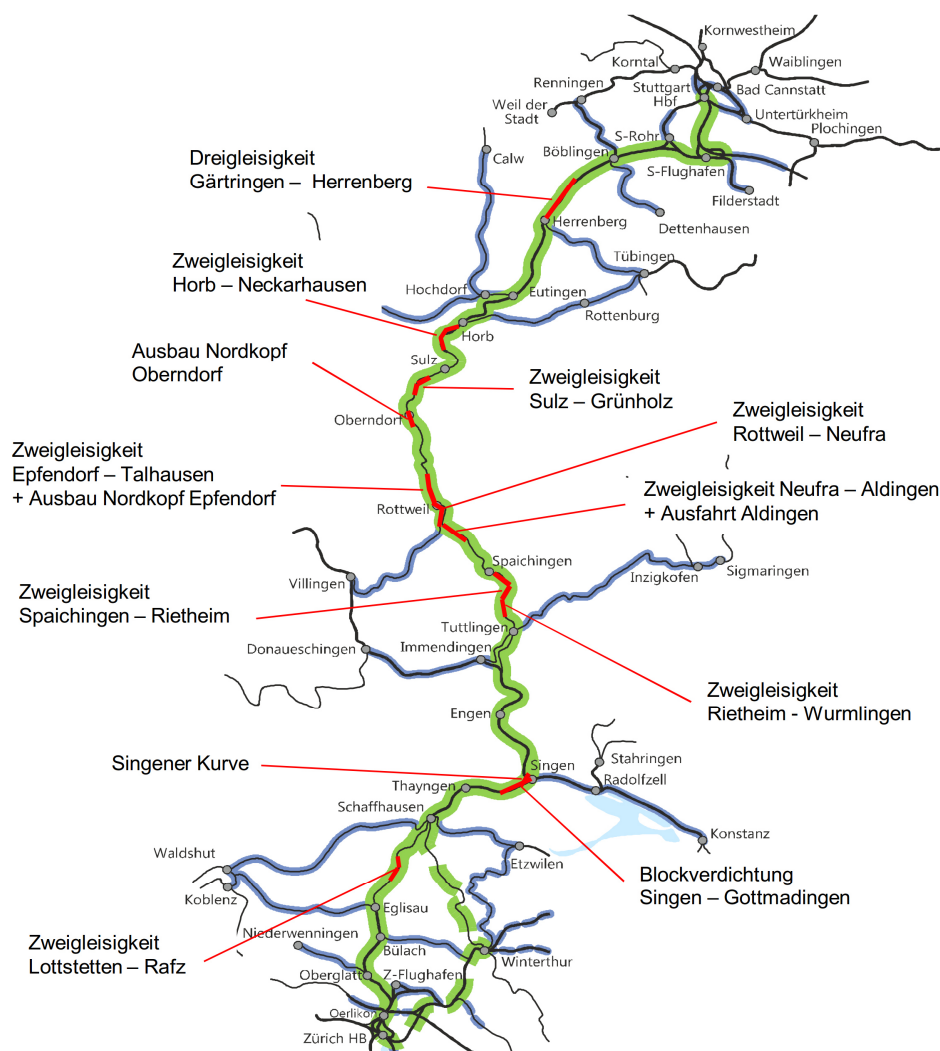 Kornwestheim
Korntal
Waiblingen
Renningen
Stuttgart
Hbf
Bad Cannstatt
Weil der
Stadt
Untertürkheim
Plochingen
S-Rohr
Böblingen
S-Flughafen
Filderstadt
Dettenhausen
Calw
Dreigleisigkeit
Gärtringen – Herrenberg
Herrenberg
Tübingen
Zweigleisigkeit
Horb – Neckarhausen
Hochdorf
Eutingen
Rottenburg
Horb
Ausbau Nordkopf
Oberndorf
Sulz
Zweigleisigkeit
Sulz – Grünholz
Oberndorf
Zweigleisigkeit
Rottweil – Neufra
Zweigleisigkeit
Epfendorf – Talhausen
+ Ausbau Nordkopf Epfendorf
Zweigleisigkeit Neufra – Aldingen
+ Ausfahrt Aldingen
Rottweil
Spaichingen
Inzigkofen
Sigmaringen
Villingen
Zweigleisigkeit
Spaichingen – Rietheim
Tuttlingen
Donaueschingen
Immendingen
Zweigleisigkeit
Rietheim - Wurmlingen
Engen
Singener Kurve
Singen
Stahringen
Radolfzell
Thayngen
Schaffhausen
Konstanz
Etzwilen
Waldshut
Koblenz
Blockverdichtung
Singen – Gottmadingen
Eglisau
Niederwenningen
Zweigleisigkeit
Lottstetten – Rafz
Bülach
Winterthur
Oberglatt
Z-Flughafen
Oerlikon
Zürich HB